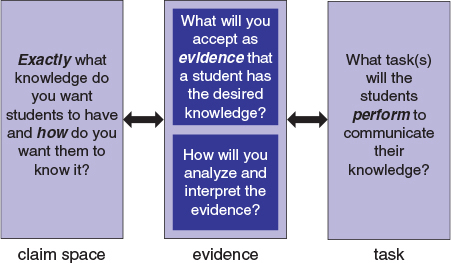 Exactly what
knowledge do
you want
students to have
and how do you
want them to
know it?
What will you
accept as
evidence that
a student has
the desired
knowledge?
How will you
analyze and
interpret the
evidence?
What task(s)
will the
students
perform to
communicate
their
knowledge?
claim space
evidence
task